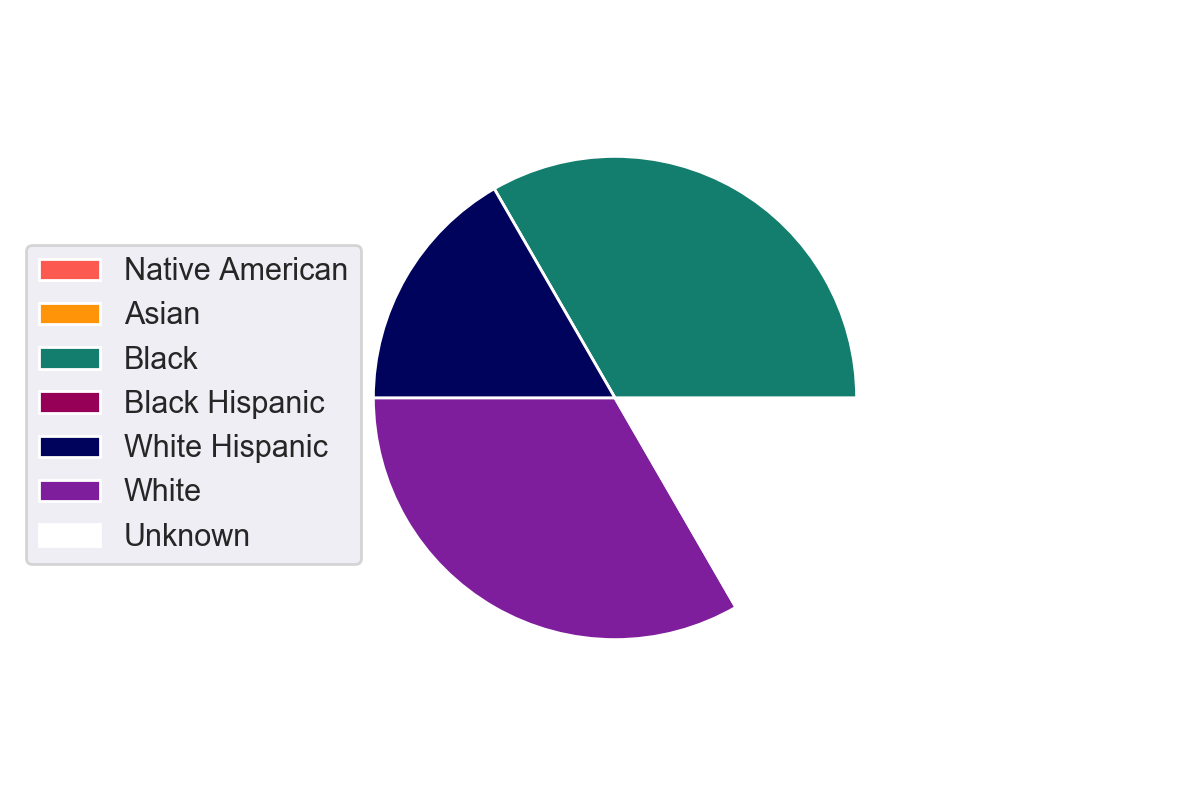 Native American
Asian
Black
Black Hispanic
White Hispanic
White
Unknown